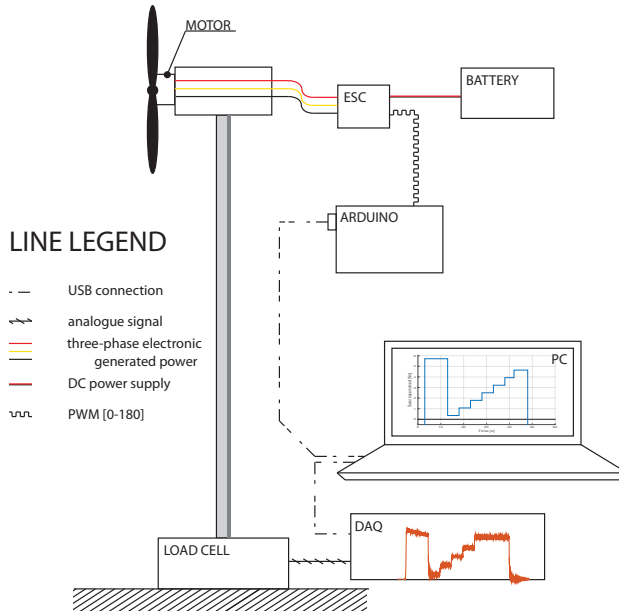 MOTOR
ESC
BATTERY
ARDUINO
LINE LEGEND
USB connection
analogue signal
three-phase electronic
generated power
DC power supply
PWM [0-180]
PC
Time [s]
DAQ
LOAD CELL